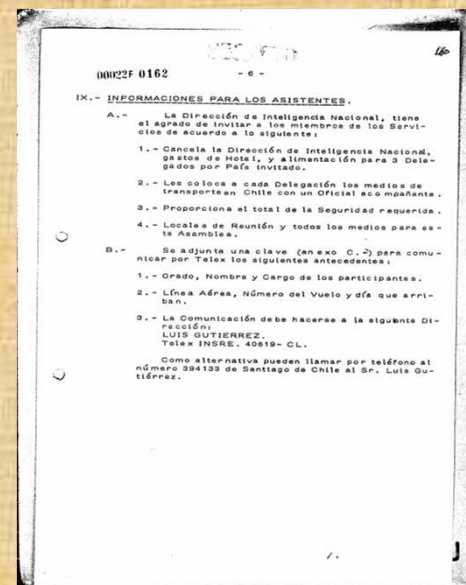 160
00022F 0162
- 6 -
IX.- INFORMACIONES PARA LOS ASISTENTES.
A.- La Dirección de Inteligencia Nacional, tiene
el agrado de invitar a los miembros de los Servi-
cios de acuerdo a lo siguiente:
1.- Cancela la Dirección de Inteligencia Nacional,
gastos de Hotel, y alimentación para 3 Dele-
gados por País invitado.
2.- Les coloca a cada Delegación los medios de
transporte en Chile con un Oficial acompañante.
3.- Proporciona el total de la Seguridad requerida.
4.- Locales de Reunión y todos los medios para es-
ta Asamblea.
B.- Se adjunta una clave (anexo C.-) para comu-
nicar por Telex los siguientes antecedentes:
1.- Grado, Nombre y Cargo de los participantes.
2.- Línea Aérea, Número del Vuelo y día que arri-
ban.
3.- La Comunicación debe hacerse a la siguiente Di-
rección:
LUIS GUTIERREZ.
Telex INSRE. 40619- CL.
Como alternativa pueden llamar por teléfono al
número 394133 de Santiago de Chile al Sr. Luis Gu-
tiérrez.